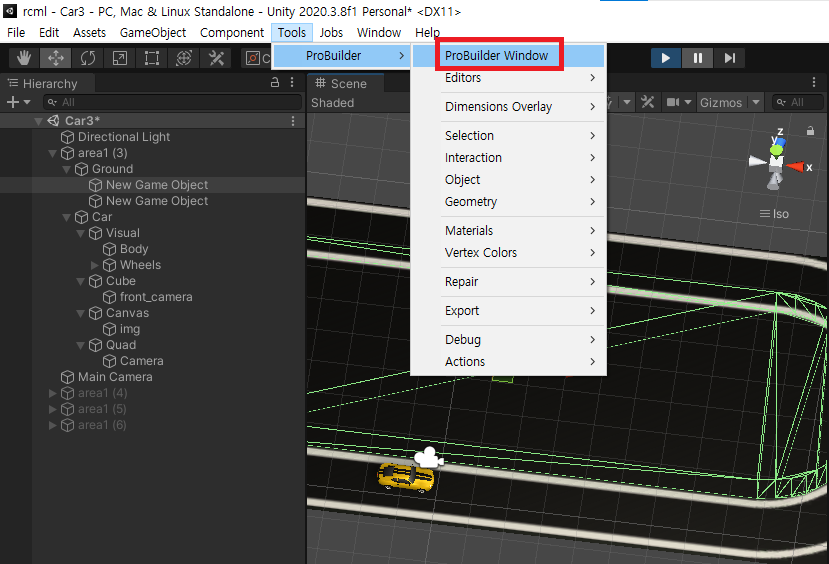 rcml - Car3 - PC, Mac & Linux Standalone - Unity 2020.3.8f1 Personal* <DX11>
File Edit Assets GameObject Component Tools Jobs Window Help
ProBuilder
ProBuilder Window
Editors
Dimensions Overlay
Selection
Interaction
Object
Geometry
Materials
Vertex Colors
Repair
Export
Debug
Actions
Hierarchy
All
Car3*
Directional Light
area1 (3)
Ground
New Game Object
New Game Object
Car
Visual
Body
Wheels
Cube
front_camera
Canvas
img
Quad
Camera
Main Camera
area1 (4)
area1 (5)
area1 (6)
Scene
Shaded
Gizmos
All
z
y
x
Iso